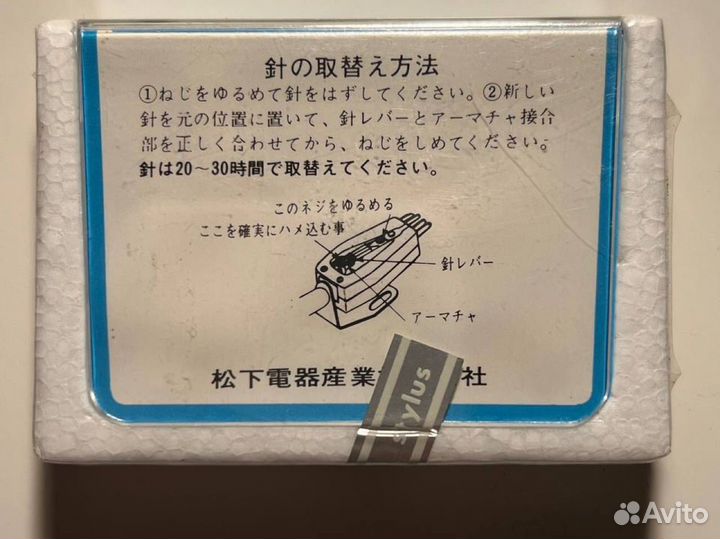 針の取替え方法
①ねじをゆるめて針をはずしてください。②新しい
針を元の位置に置いて、針レバーとアーマチャ接合
部を正しく合わせてから、ねじをしめてください。
針は20～30時間で取替えてください。
このネジをゆるめる
ここを確実にハメ込む事
針レバー
アーマチャ
松下電器産業 社
stylus
Avito